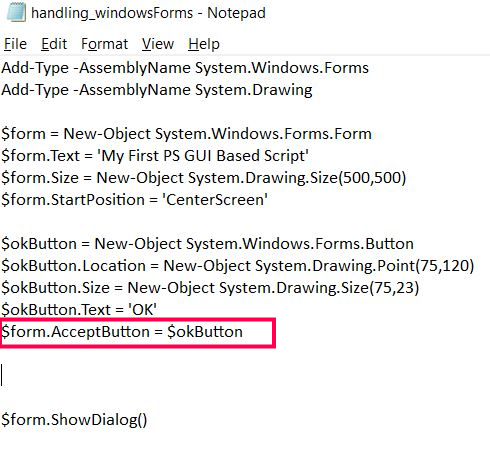 handling_windowsForms - Notepad
File Edit Format View Help
Add-Type -AssemblyName System.Windows.Forms
Add-Type -AssemblyName System.Drawing
$form = New-Object System.Windows.Forms.Form
$form.Text = 'My First PS GUI Based Script'
$form.Size = New-Object System.Drawing.Size(500,500)
$form.StartPosition = 'CenterScreen'
$okButton = New-Object System.Windows.Forms.Button
$okButton.Location = New-Object System.Drawing.Point(75,120)
$okButton.Size = New-Object System.Drawing.Size(75,23)
$okButton.Text = 'OK'
$form.AcceptButton = $okButton
$form.ShowDialog()